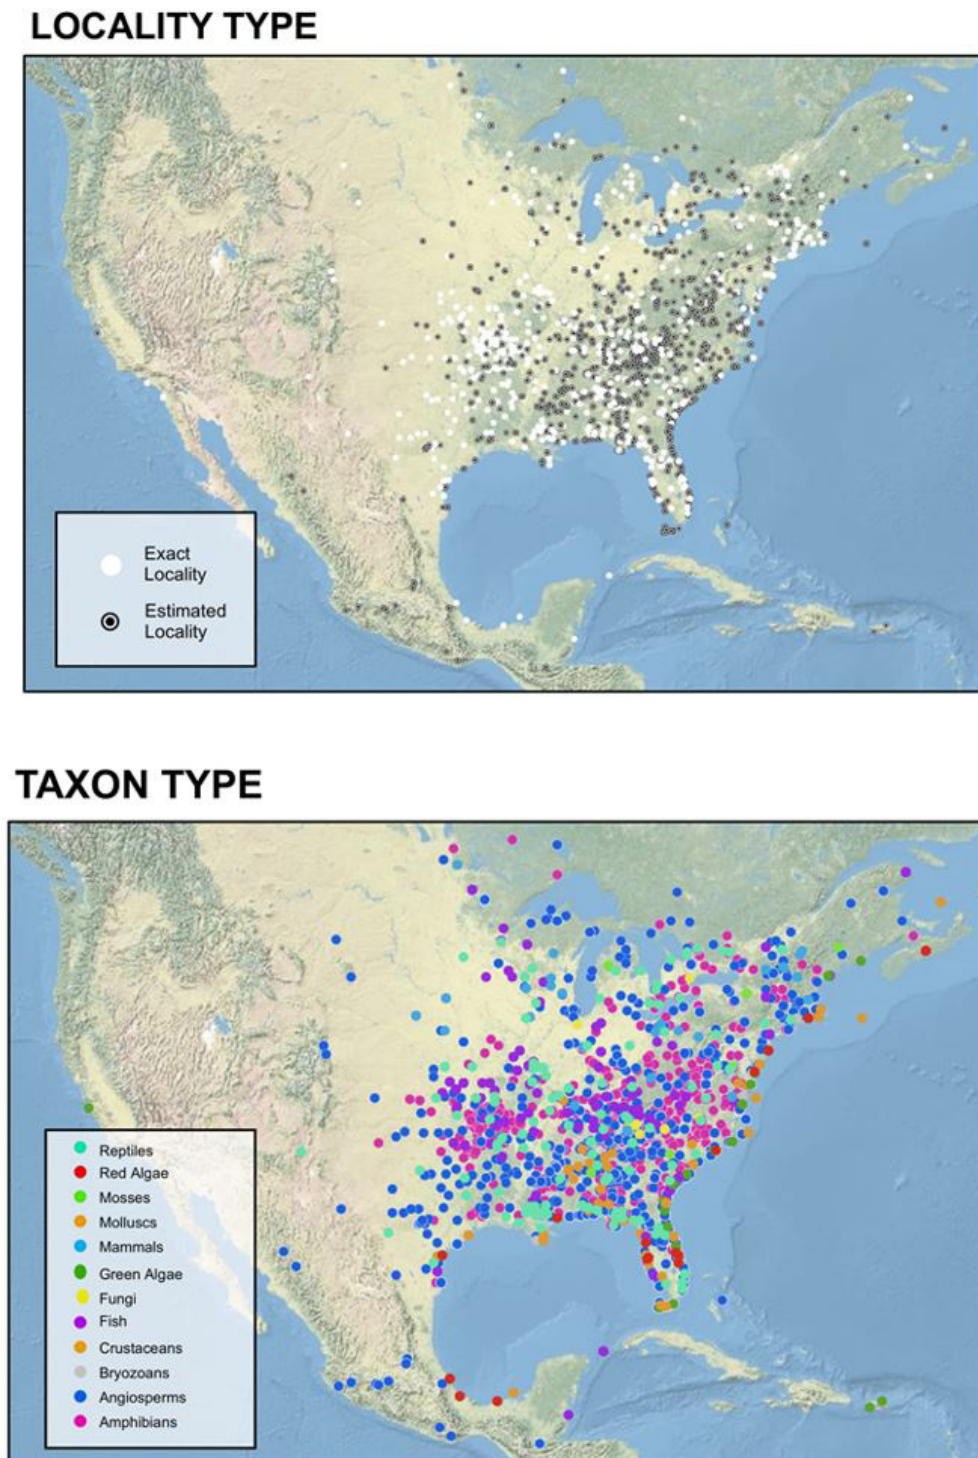 LOCALITY TYPE
Exact
Locality
Estimated
Locality
TAXON TYPE
Reptiles
Red Algae
Mosses
Molluscs
Mammals
Green Algae
Fungi
Fish
Crustaceans
Bryozoans
Angiosperms
Amphibians